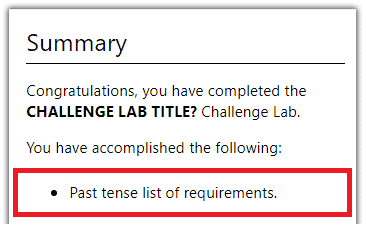 Summary
Congratulations, you have completed the
CHALLENGE LAB TITLE? Challenge Lab.
You have accomplished the following:
• Past tense list of requirements.